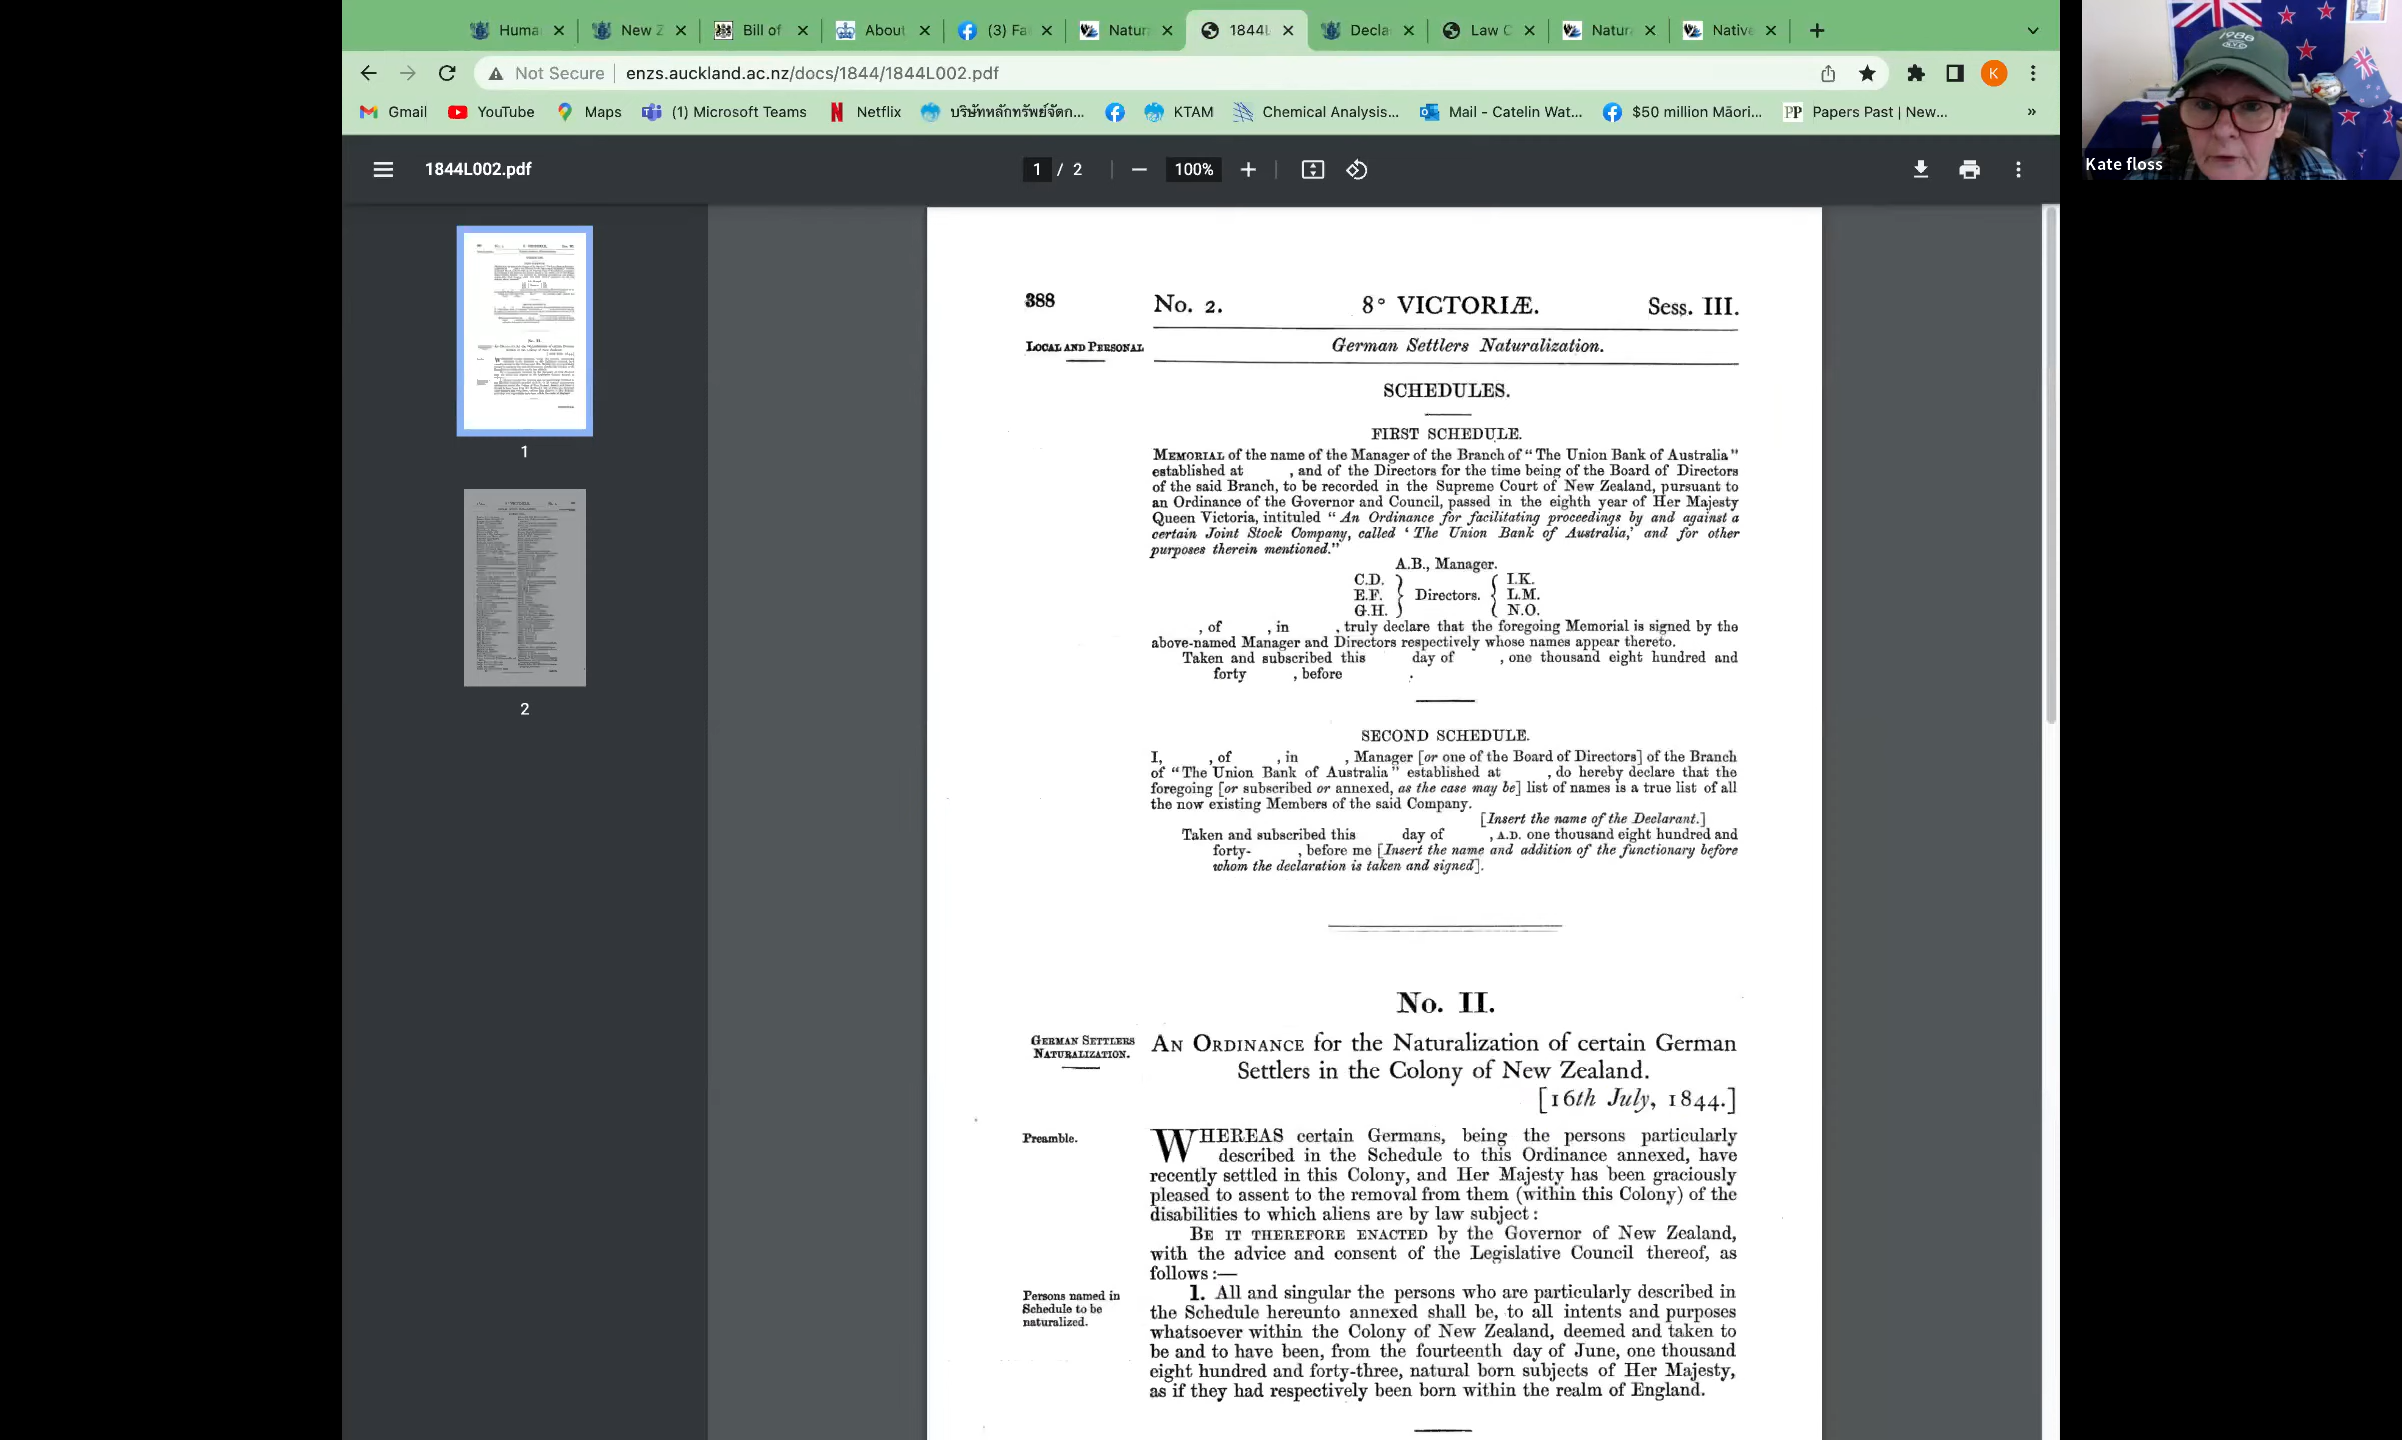 Huma
New Z
Bill of
About
(3) Fa
Natur
1844L
Decla
Law C
Natur
Nativ
Not Secure
enzs.auckland.ac.nz/docs/1844/1844L002.pdf
K
Gmail
YouTube
Maps
(1) Microsoft Teams
Netflix
บริษัทหลักทรัพย์จัดก...
KTAM
Chemical Analysis...
Mail - Catelin Wat...
$50 million Māori...
PP Papers Past | New...
»
1844L002.pdf
1 / 2
100%
1
2
Kate floss
1986
NYC
388 No. 2. 8° VICTORIÆ. Sess. III.
LOCAL AND PERSONAL German Settlers Naturalization.
SCHEDULES.
FIRST SCHEDULE.
MEMORIAL of the name of the Manager of the Branch of “The Union Bank of Australia”
established at , and of the Directors for the time being of the Board of Directors
of the said Branch, to be recorded in the Supreme Court of New Zealand, pursuant to
an Ordinance of the Governor and Council, passed in the eighth year of Her Majesty
Queen Victoria, intituled “An Ordinance for facilitating proceedings by and against a
certain Joint Stock Company, called ‘The Union Bank of Australia,’ and for other
purposes therein mentioned.”
A.B., Manager.
C.D. I.K.
E.F. Directors. L.M.
G.H. N.O.
, of , in , truly declare that the foregoing Memorial is signed by the
above-named Manager and Directors respectively whose names appear thereto.
Taken and subscribed this day of , one thousand eight hundred and
forty , before .
SECOND SCHEDULE.
I, , of , in , Manager [or one of the Board of Directors] of the Branch
of “The Union Bank of Australia” established at , do hereby declare that the
foregoing [or subscribed or annexed, as the case may be] list of names is a true list of all
the now existing Members of the said Company.
[Insert the name of the Declarant.]
Taken and subscribed this day of , A.D. one thousand eight hundred and
forty- , before me [Insert the name and addition of the functionary before
whom the declaration is taken and signed].
No. II.
GERMAN SETTLERS
NATURALIZATION.
AN ORDINANCE for the Naturalization of certain German
Settlers in the Colony of New Zealand.
[16th July, 1844.]
Preamble.
WHEREAS certain Germans, being the persons particularly
described in the Schedule to this Ordinance annexed, have
recently settled in this Colony, and Her Majesty has been graciously
pleased to assent to the removal from them (within this Colony) of the
disabilities to which aliens are by law subject:
BE IT THEREFORE ENACTED by the Governor of New Zealand,
with the advice and consent of the Legislative Council thereof, as
follows:—
Persons named in
Schedule to be
naturalized.
1. All and singular the persons who are particularly described in
the Schedule hereunto annexed shall be, to all intents and purposes
whatsoever within the Colony of New Zealand, deemed and taken to
be and to have been, from the fourteenth day of June, one thousand
eight hundred and forty-three, natural born subjects of Her Majesty,
as if they had respectively been born within the realm of England.